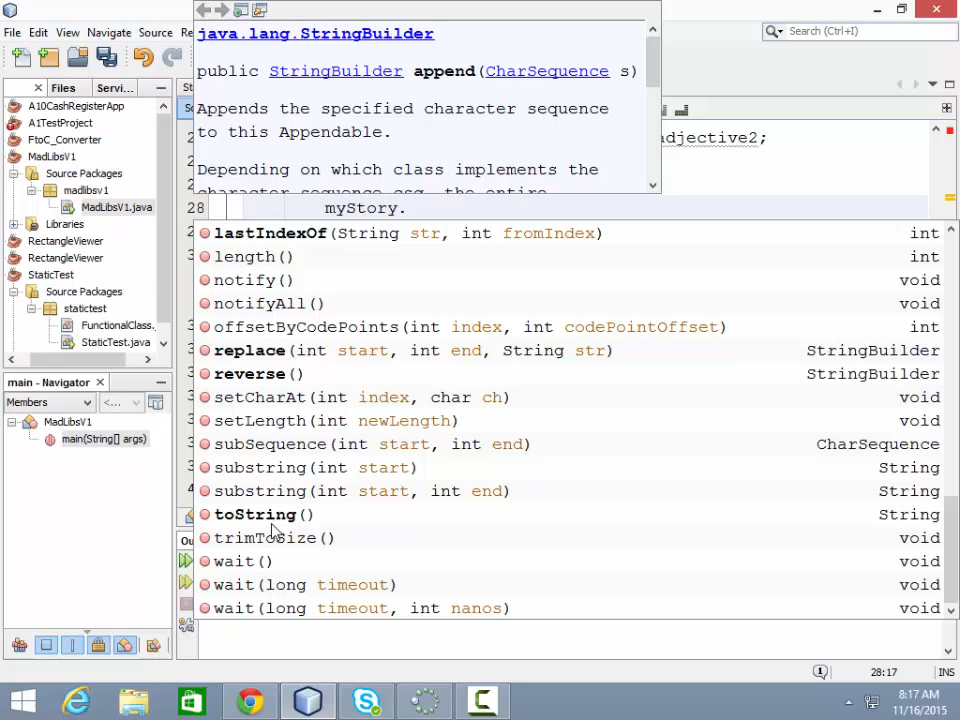 java.lang.StringBuilder
public StringBuilder append(CharSequence s)
Appends the specified character sequence
to this Appendable.
Depending on which class implements the
character sequence csq, the entire
File Edit View Navigate Source Re
Search (Ctrl+I)
Files Servi...
A10CashRegisterApp
A1TestProject
FtoC_Converter
MadLibsV1
Source Packages
madlibsv1
MadLibsV1.java
Libraries
RectangleViewer
RectangleViewer
StaticTest
Source Packages
statictest
FunctionalClass.
StaticTest.java
main - Navigator
Members
<...
MadLibsV1
main(String[] args)
adjective2;
28 myStory.
lastIndexOf(String str, int fromIndex) int
length() int
notify() void
notifyAll() void
offsetByCodePoints(int index, int codePointOffset) int
replace(int start, int end, String str) StringBuilder
reverse() StringBuilder
setCharAt(int index, char ch) void
setLength(int newLength) void
subSequence(int start, int end) CharSequence
substring(int start) String
substring(int start, int end) String
toString() String
trimToSize() void
wait() void
wait(long timeout) void
wait(long timeout, int nanos) void
1 28:17 INS
8:17 AM
11/16/2015